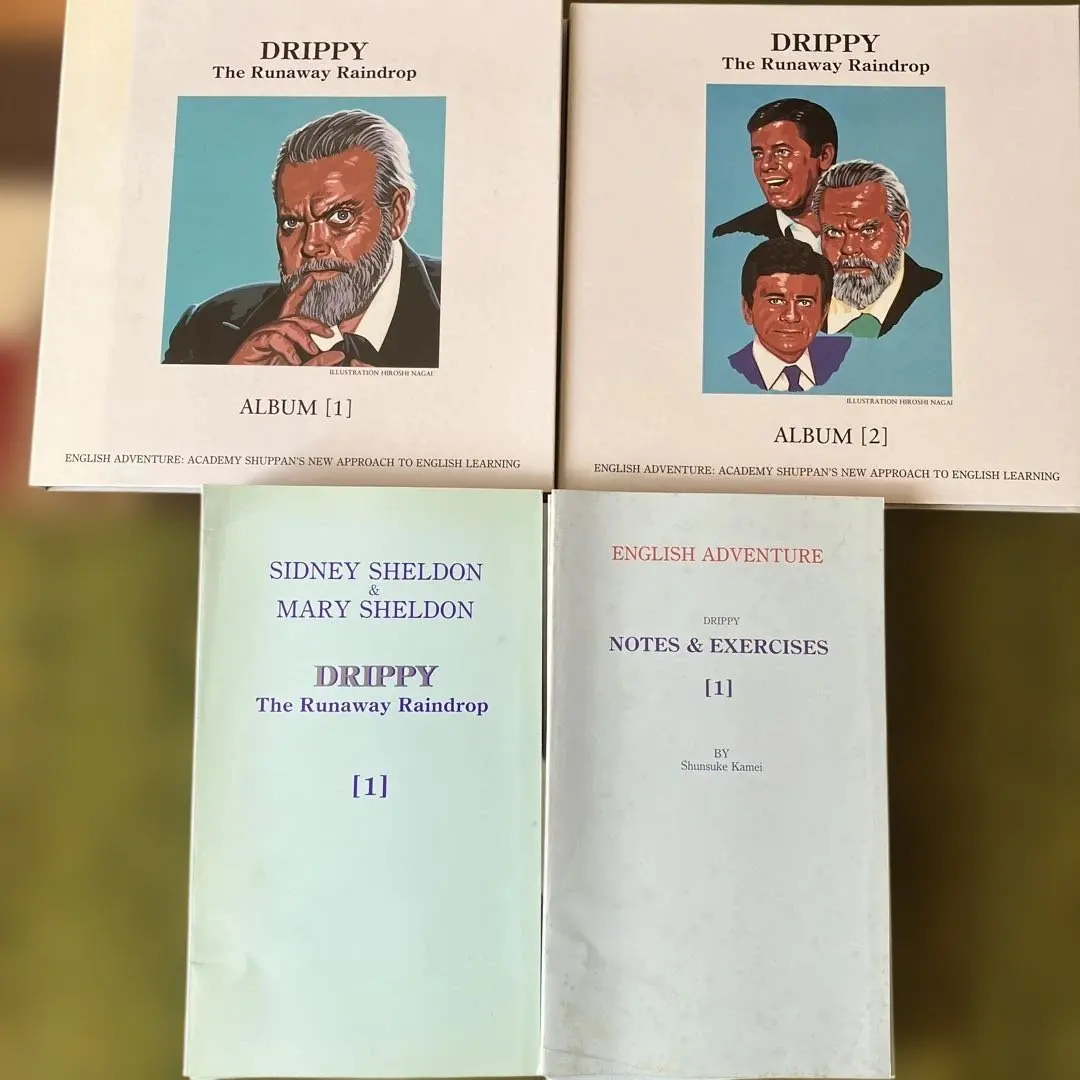 DRIPPY
The Runaway Raindrop
ILLUSTRATION HIROSHI NAGAI
ALBUM [1]
ENGLISH ADVENTURE: ACADEMY SHUPPAN'S NEW APPROACH TO ENGLISH LEARNING
DRIPPY
The Runaway Raindrop
ILLUSTRATION HIROSHI NAGAI
ALBUM [2]
ENGLISH ADVENTURE: ACADEMY SHUPPAN'S NEW APPROACH TO ENGLISH LEARNING
SIDNEY SHELDON
&
MARY SHELDON
DRIPPY
The Runaway Raindrop
[1]
ENGLISH ADVENTURE
DRIPPY
NOTES & EXERCISES
[1]
BY
Shunsuke Kamei